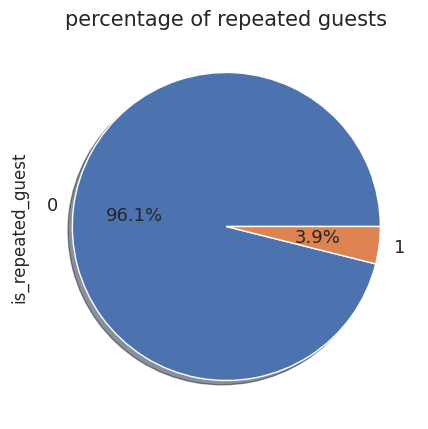 percentage of repeated guests
is_repeated_guest
0
96.1%
3.9%
1